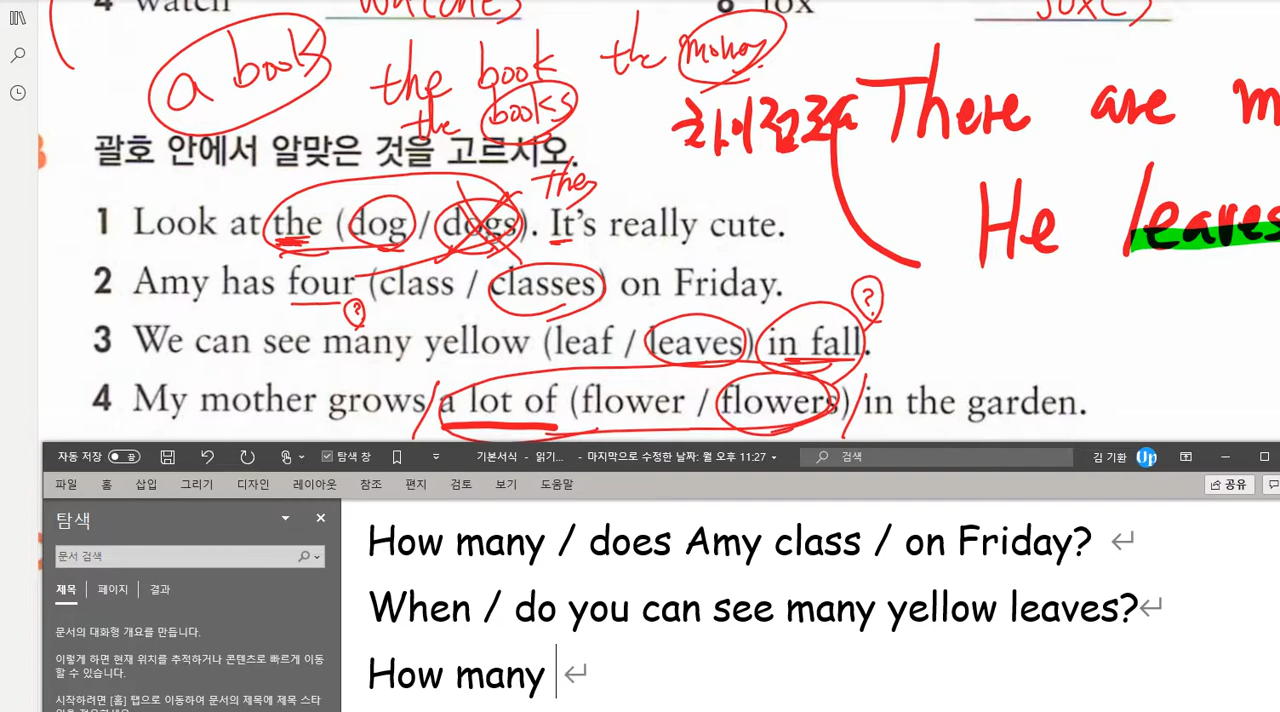 4 watch watches 6 fox foxes
a book the book the money
the books
차이점 There are m
괄호 안에서 알맞은 것을 고르시오.
1 Look at the (dog / dogs). It's really cute.
He leaves
2 Amy has four (class / classes) on Friday.
? ?
3 We can see many yellow (leaf / leaves) in fall.
4 My mother grows / a lot of (flower / flowers) / in the garden.
자동 저장 끔 탐색 창 기본서식 - 읽기... - 마지막으로 수정한 날짜: 월 오후 11:27 검색 김 기환 Up
파일 홈 삽입 그리기 디자인 레이아웃 참조 편지 검토 보기 도움말 공유
탐색
문서 검색
제목 페이지 결과
문서의 대화형 개요를 만듭니다.
이렇게 하면 현재 위치를 추적하거나 콘텐츠로 빠르게 이동
할 수 있습니다.
How many / does Amy class / on Friday?
When / do you can see many yellow leaves?
How many